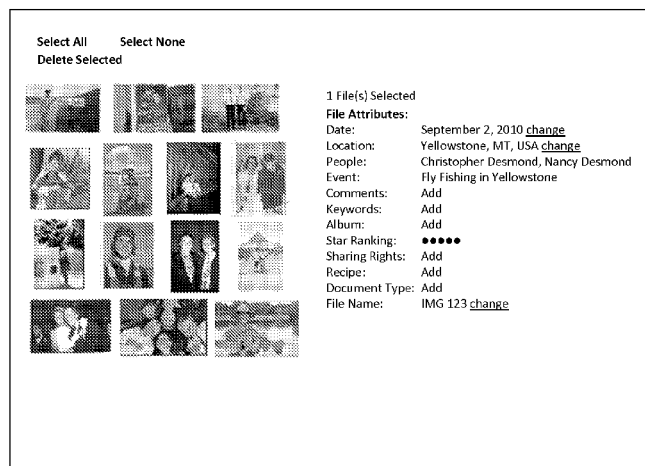 Select All Select None
Delete Selected
1 File(s) Selected
File Attributes:
Date: September 2, 2010 change
Location: Yellowstone, MT, USA change
People: Christopher Desmond, Nancy Desmond
Event: Fly Fishing in Yellowstone
Comments: Add
Keywords: Add
Album: Add
Star Ranking: ●●●●●
Sharing Rights: Add
Recipe: Add
Document Type: Add
File Name: IMG 123 change